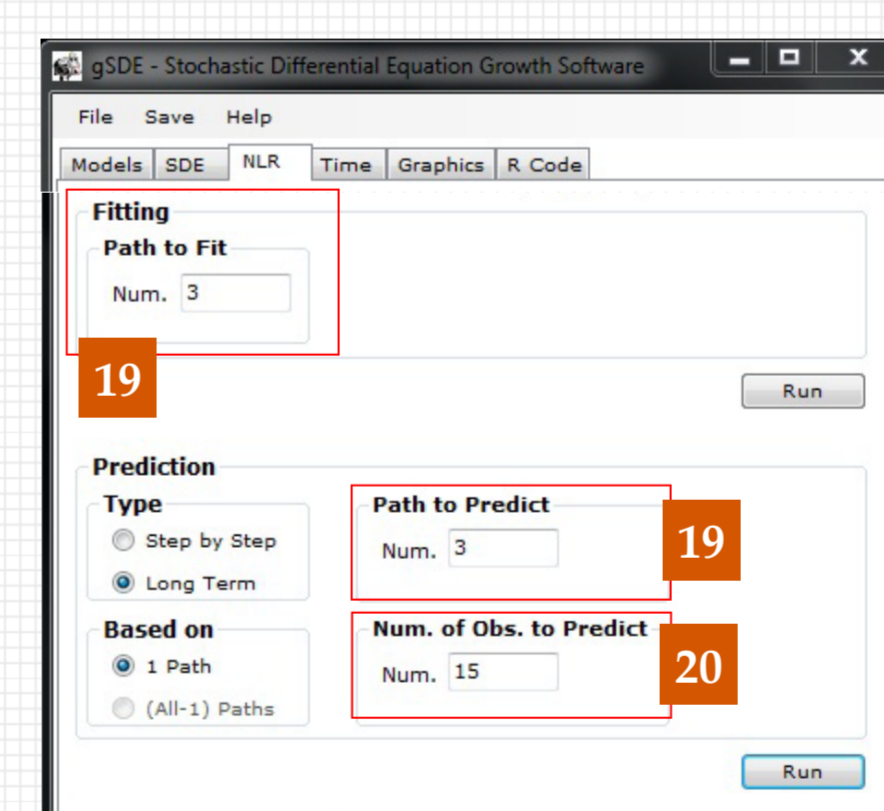 gSDE - Stochastic Differential Equation Growth Software
File Save Help
Models SDE NLR Time Graphics R Code
Fitting
Path to Fit
Num. 3
19
Run
Prediction
Type
Step by Step
Long Term
Path to Predict
Num. 3
19
Based on
1 Path
(All-1) Paths
Num. of Obs. to Predict
Num. 15
20
Run